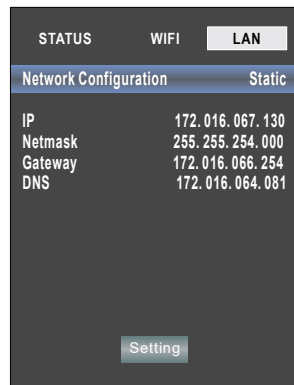 STATUS WIFI LAN
Network Configuration Static
IP 172.016.067.130
Netmask 255.255.254.000
Gateway 172.016.066.254
DNS 172.016.064.081
Setting